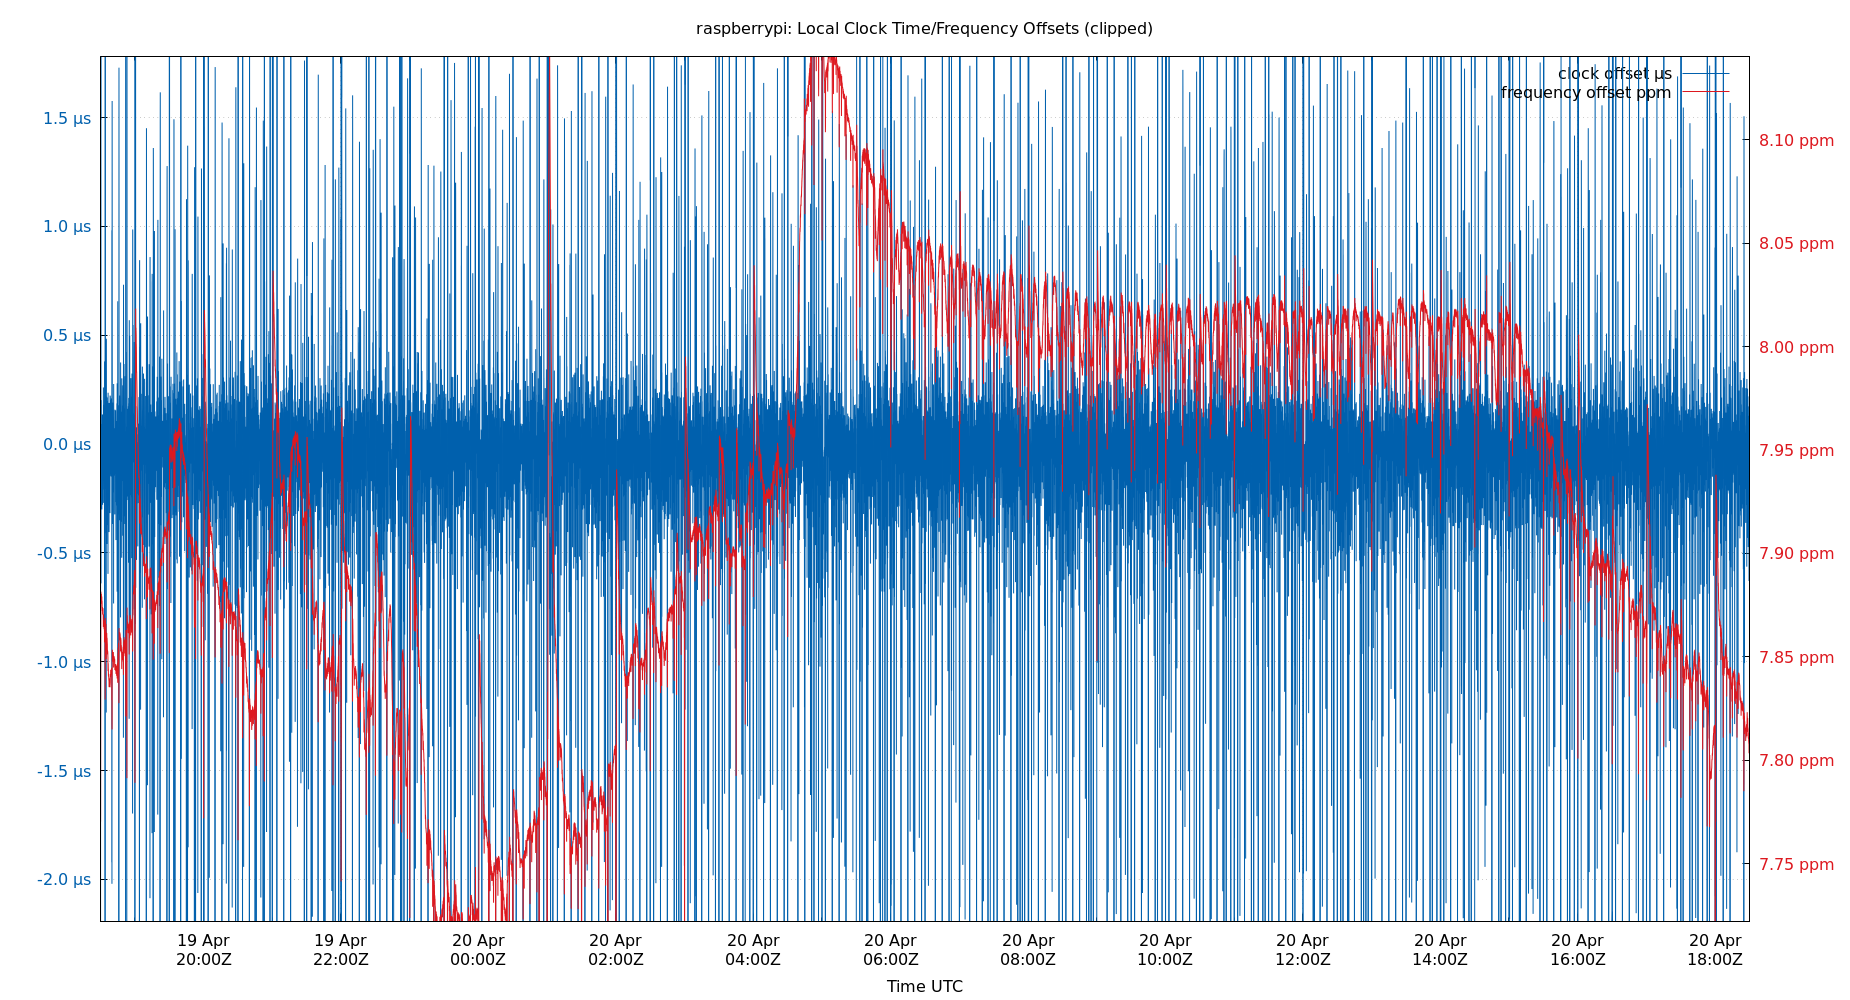 raspberrypi: Local Clock Time/Frequency Offsets (clipped)
clock offset µs
frequency offset ppm
1.5 µs
1.0 µs
0.5 µs
0.0 µs
-0.5 µs
-1.0 µs
-1.5 µs
-2.0 µs
8.10 ppm
8.05 ppm
8.00 ppm
7.95 ppm
7.90 ppm
7.85 ppm
7.80 ppm
7.75 ppm
19 Apr 19 Apr 20 Apr 20 Apr 20 Apr 20 Apr 20 Apr 20 Apr 20 Apr 20 Apr 20 Apr 20 Apr
20:00Z 22:00Z 00:00Z 02:00Z 04:00Z 06:00Z 08:00Z 10:00Z 12:00Z 14:00Z 16:00Z 18:00Z
Time UTC